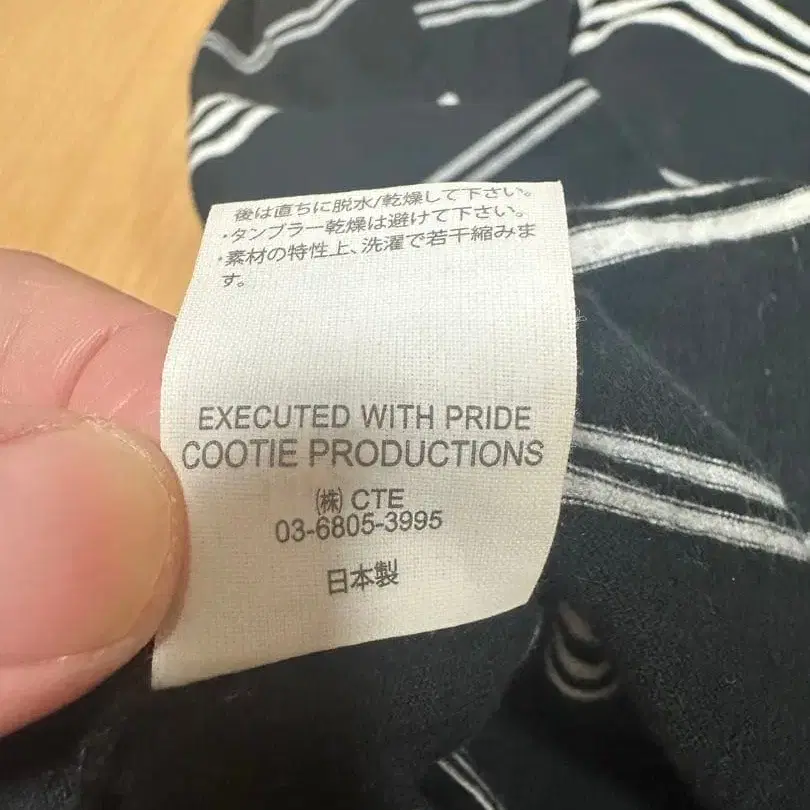 後は直ちに脱水/乾燥して下さい。
・タンブラー乾燥は避けて下さい。
・素材の特性上、洗濯で若干縮みま
す。
EXECUTED WITH PRIDE
COOTIE PRODUCTIONS
㈱ CTE
03-6805-3995
日本製